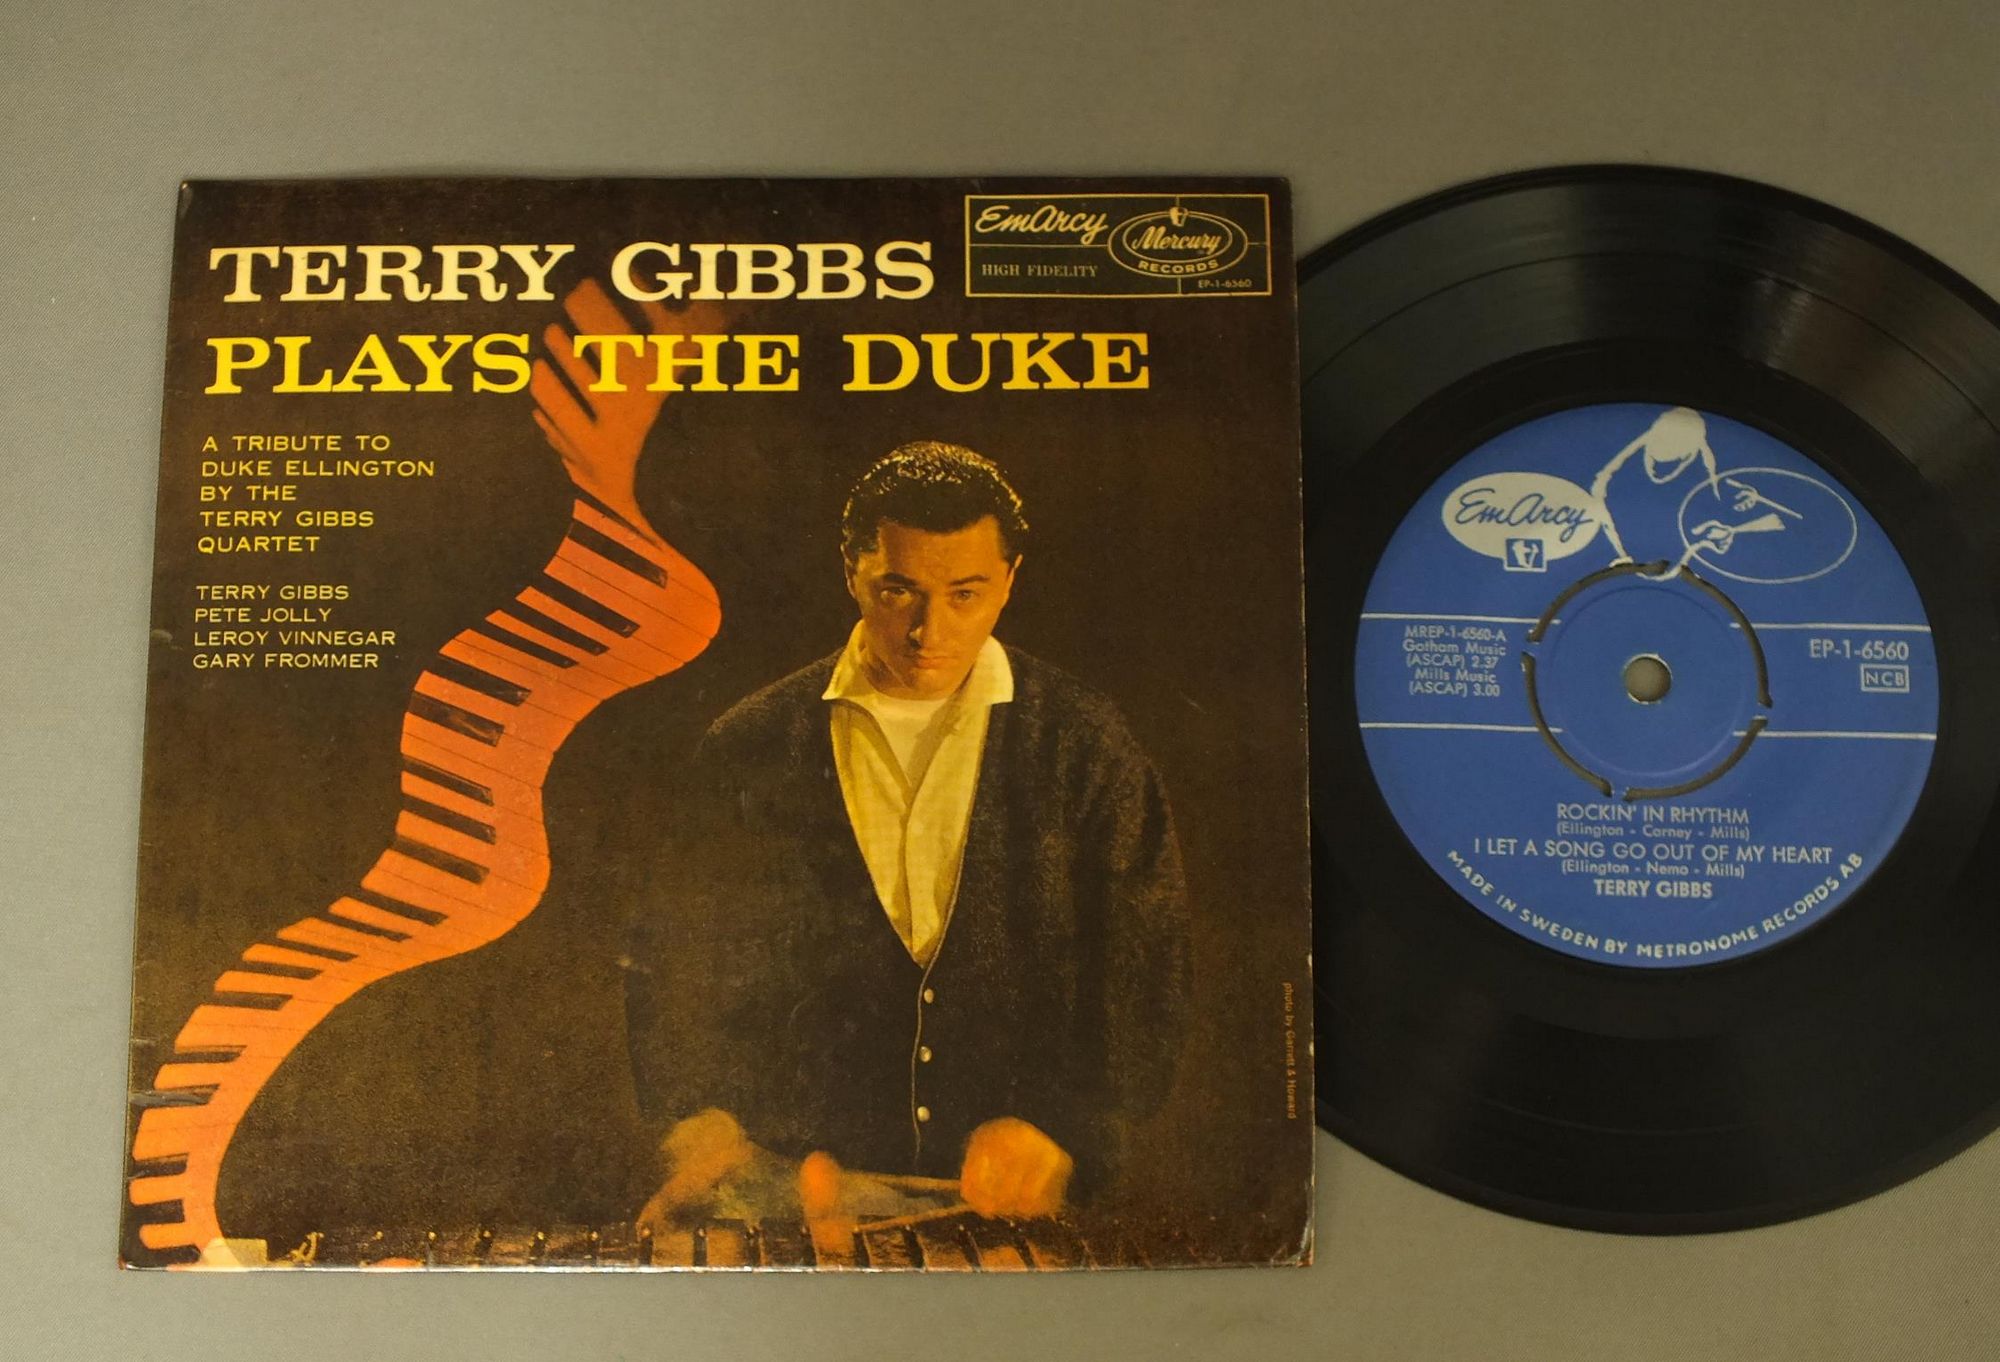 TERRY GIBBS
PLAYS THE DUKE
EmArcy
HIGH FIDELITY
Mercury
RECORDS
EP-1-6560
A TRIBUTE TO
DUKE ELLINGTON
BY THE
TERRY GIBBS
QUARTET
TERRY GIBBS
PETE JOLLY
LEROY VINNEGAR
GARY FROMMER
photo by Garrett & Howard
EmArcy
MREP-1-6560-A
Gotham Music
(ASCAP) 2.37
Mills Music
(ASCAP) 3.00
EP-1-6560
NCB
ROCKIN' IN RHYTHM
(Ellington - Carney - Mills)
I LET A SONG GO OUT OF MY HEART
(Ellington - Nemo - Mills)
TERRY GIBBS
MADE IN SWEDEN BY METRONOME RECORDS AB